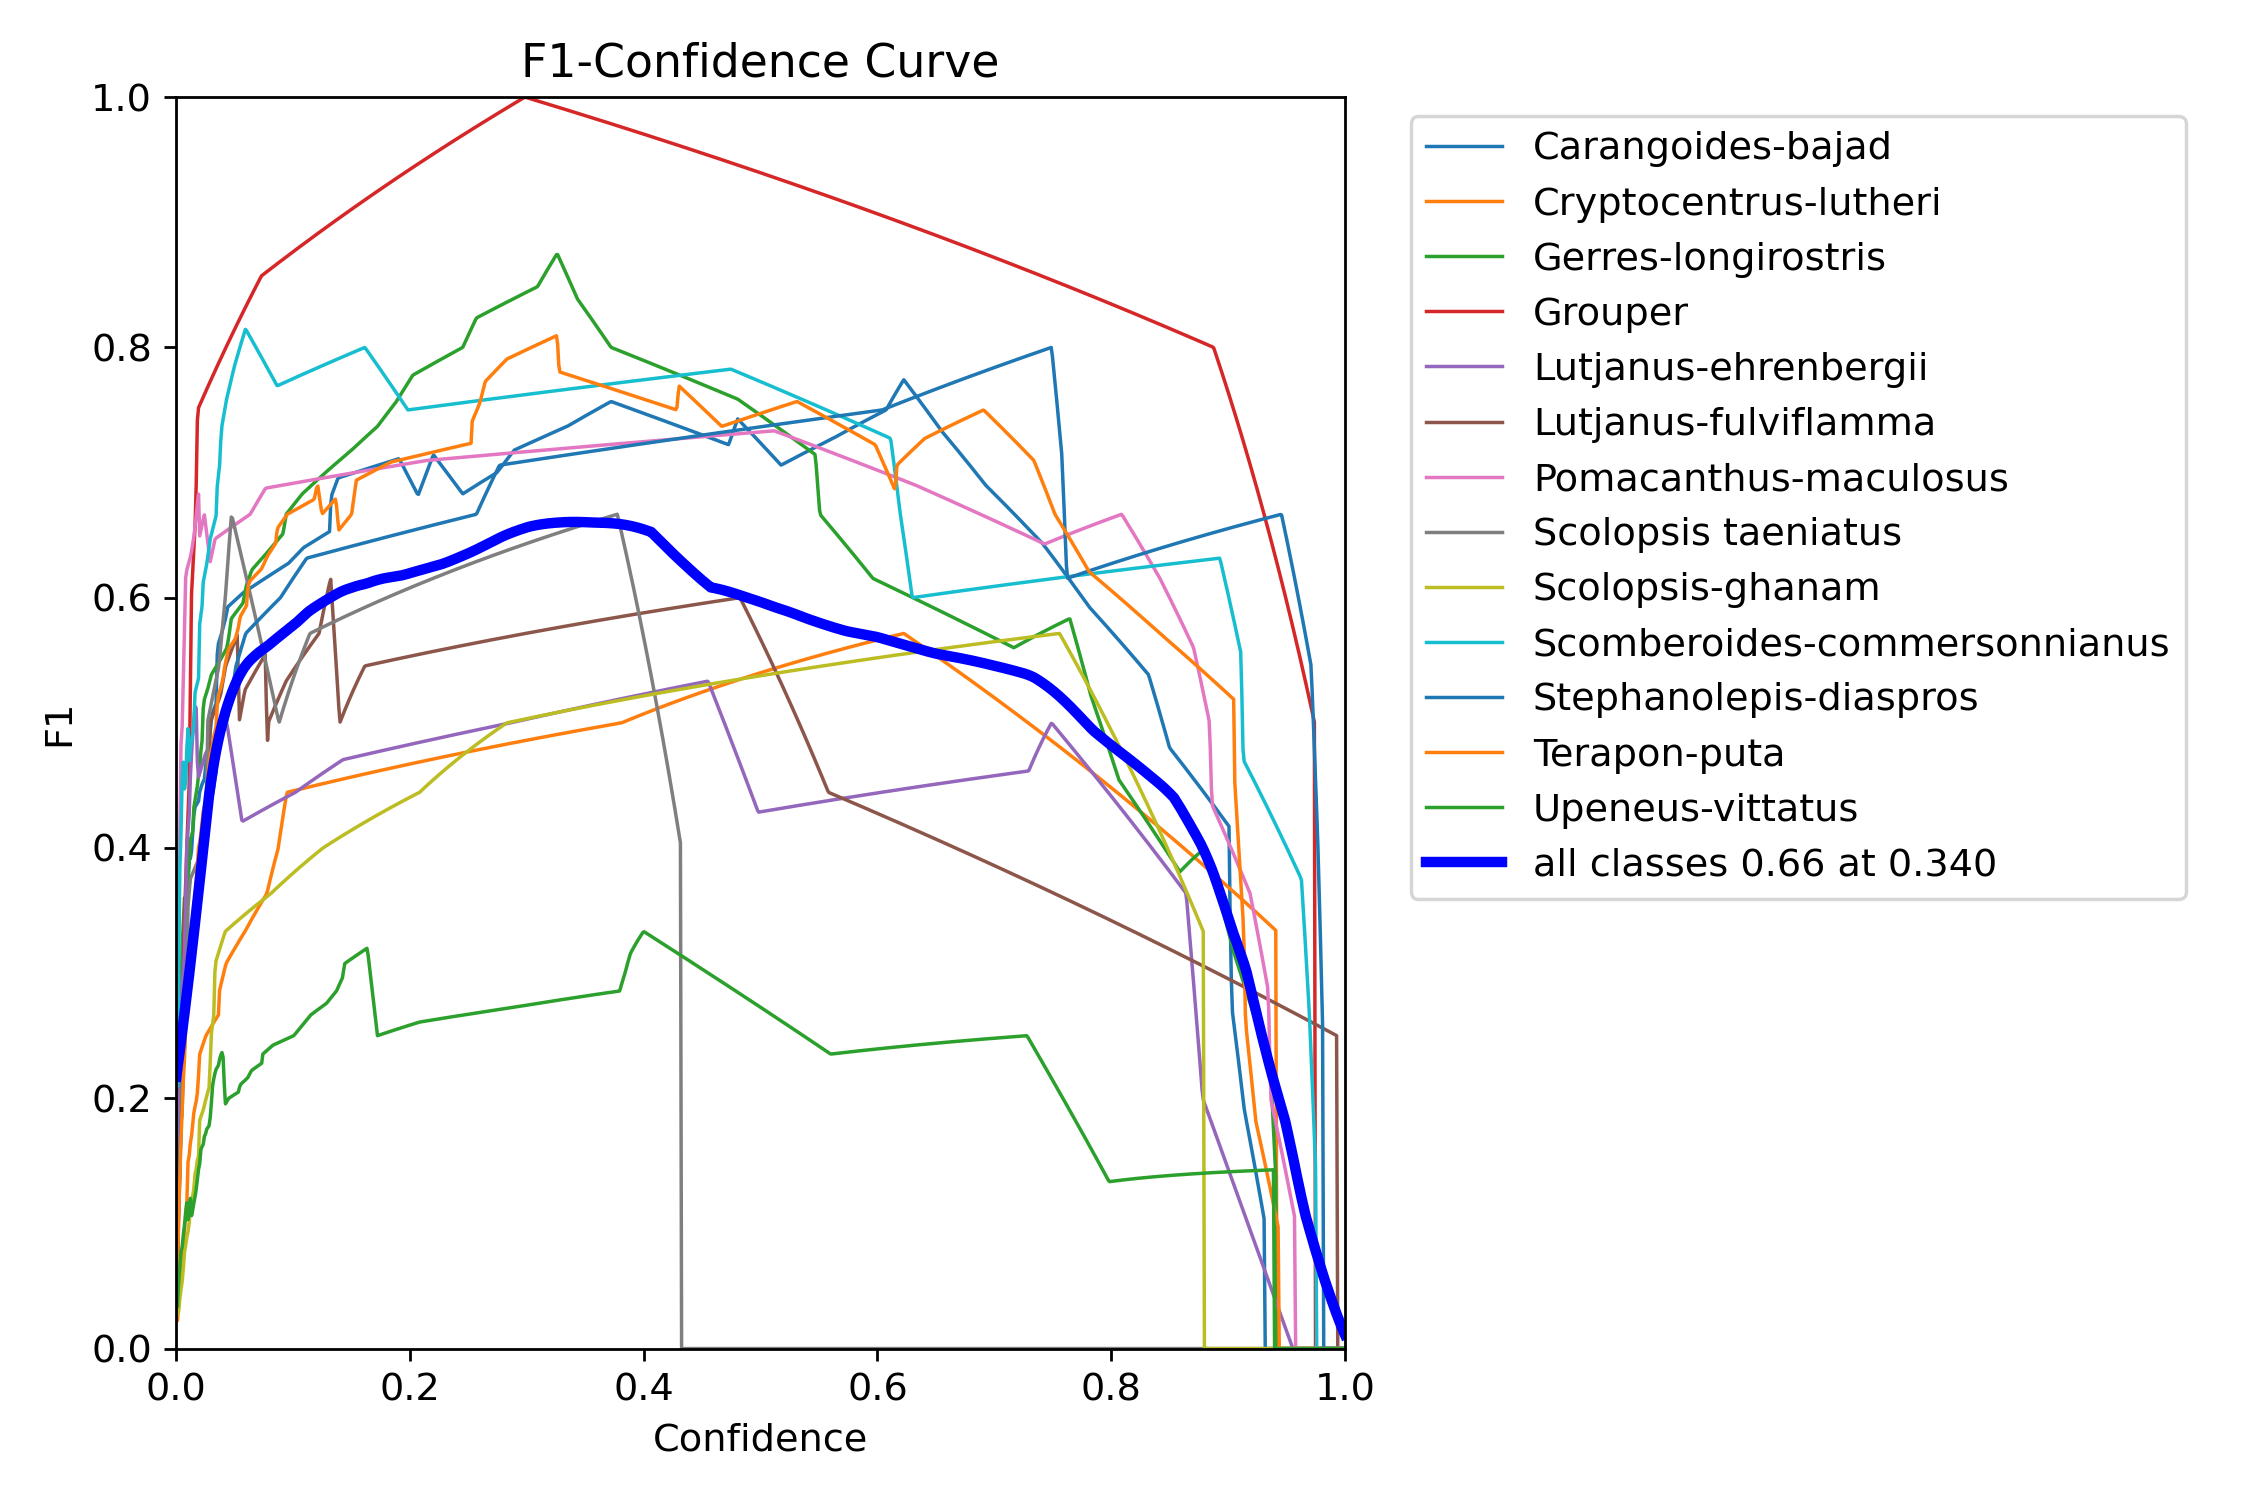 F1-Confidence Curve
1.0
0.8
0.6
0.4
0.2
0.0
F1
0.0 0.2 0.4 0.6 0.8 1.0
Confidence
Carangoides-bajad
Cryptocentrus-lutheri
Gerres-longirostris
Grouper
Lutjanus-ehrenbergii
Lutjanus-fulviflamma
Pomacanthus-maculosus
Scolopsis taeniatus
Scolopsis-ghanam
Scomberoides-commersonnianus
Stephanolepis-diaspros
Terapon-puta
Upeneus-vittatus
all classes 0.66 at 0.340